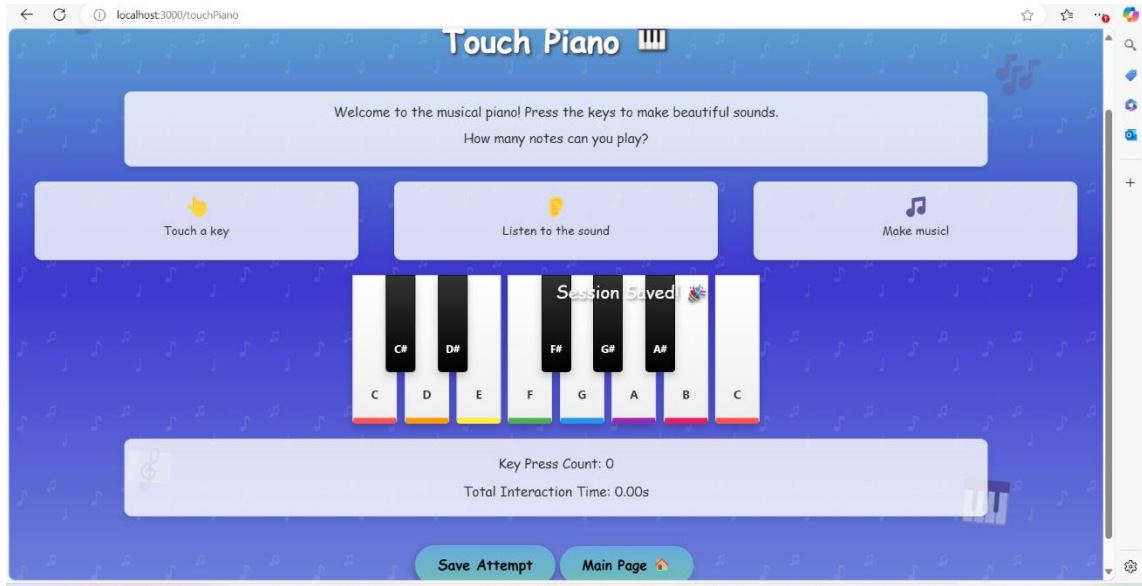 localhost:3000/touchPiano
Touch Piano
Welcome to the musical piano! Press the keys to make beautiful sounds.
How many notes can you play?
Touch a key
Listen to the sound
Make music!
Session Saved!
C# D# F# G# A#
C D E F G A B C
Key Press Count: 0
Total Interaction Time: 0.00s
Save Attempt
Main Page